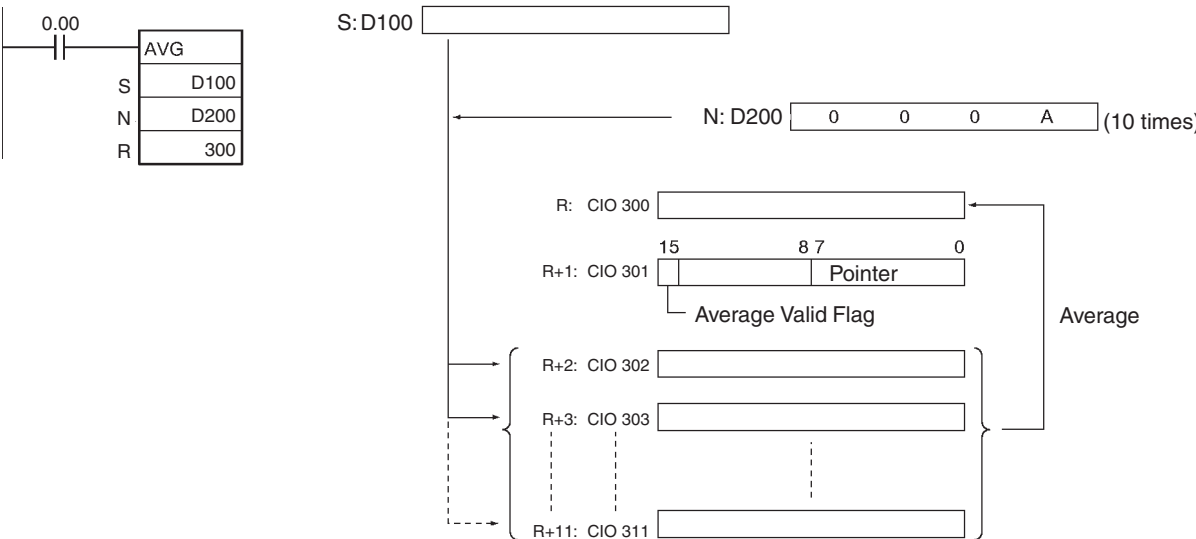 0.00
AVG
S D100
N D200
R 300
S: D100
N: D200 0 0 0 A (10 times)
R: CIO 300
15 8 7 0
R+1: CIO 301 Pointer
Average Valid Flag
Average
R+2: CIO 302
R+3: CIO 303
R+11: CIO 311